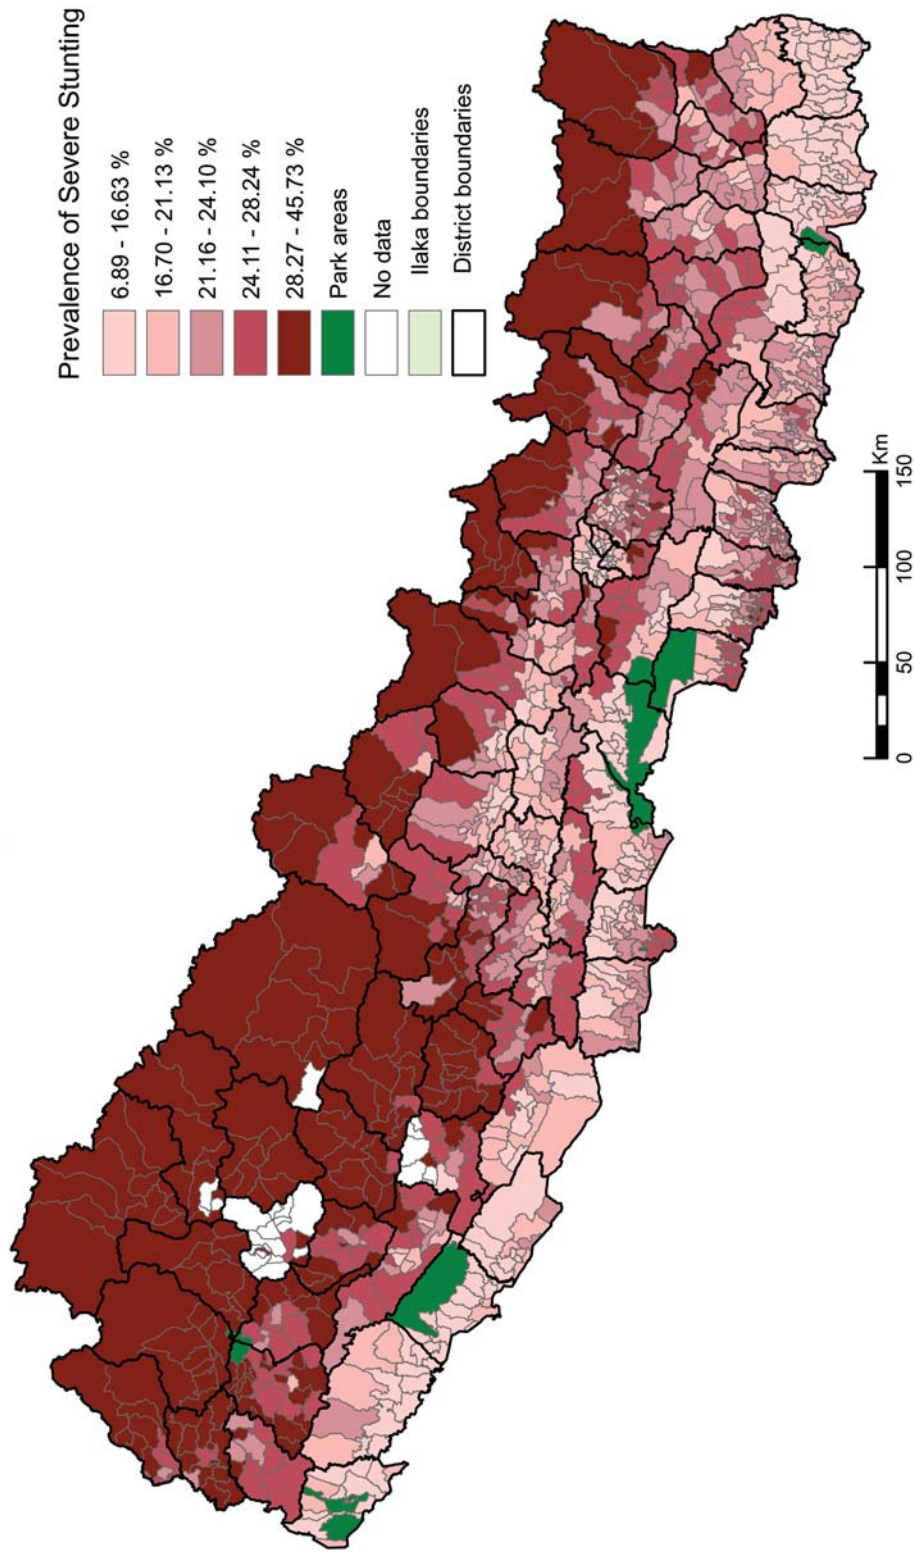 Prevalence of Severe Stunting
6.89 - 16.63 %
16.70 - 21.13 %
21.16 - 24.10 %
24.11 - 28.24 %
28.27 - 45.73 %
Park areas
No data
Ilaka boundaries
District boundaries
0 50 100 150
Km